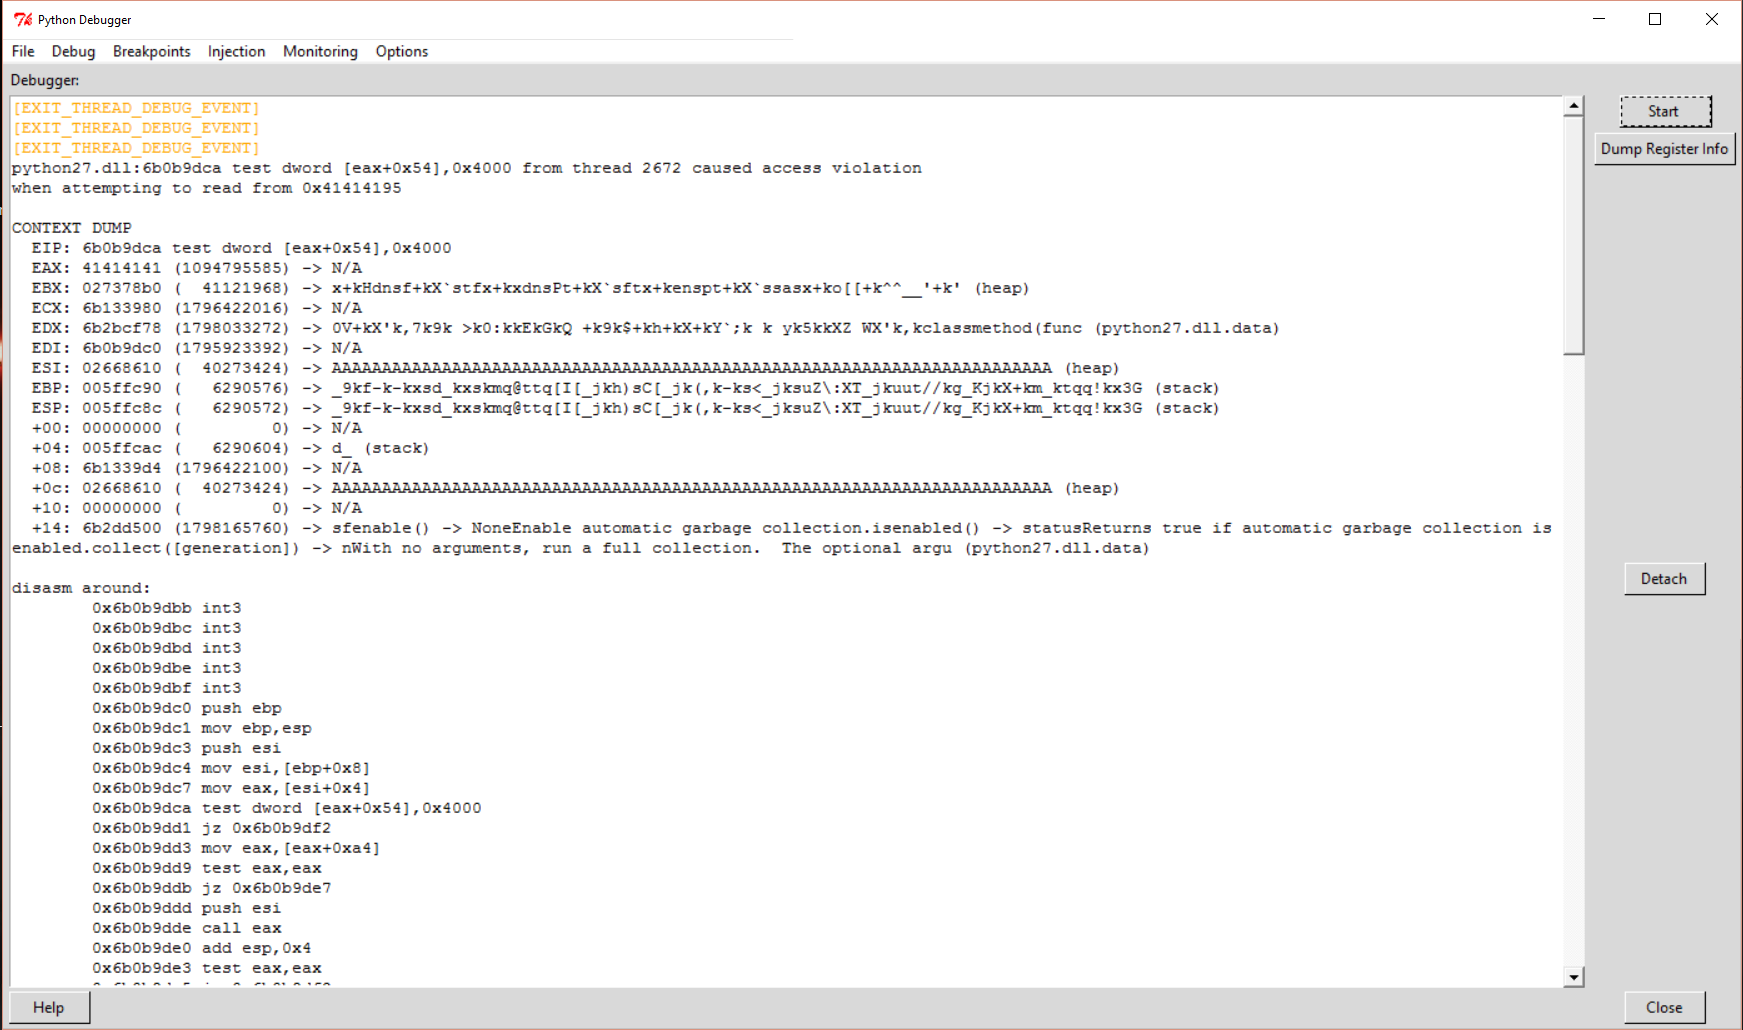 Python Debugger
File Debug Breakpoints Injection Monitoring Options
Debugger:
[EXIT_THREAD_DEBUG_EVENT]
[EXIT_THREAD_DEBUG_EVENT]
[EXIT_THREAD_DEBUG_EVENT]
python27.dll:6b0b9dca test dword [eax+0x54],0x4000 from thread 2672 caused access violation
when attempting to read from 0x41414195
CONTEXT DUMP
EIP: 6b0b9dca test dword [eax+0x54],0x4000
EAX: 41414141 (1094795585) -> N/A
EBX: 027378b0 (  41121968) -> x+kHdnsf+kX`stfx+kxdnsPt+kX`sftx+kenspt+kX`ssasx+ko[[+k^^__'+k' (heap)
ECX: 6b133980 (1796422016) -> N/A
EDX: 6b2bcf78 (1798033272) -> 0V+kX'k,7k9k >k0:kkEkGkQ +k9k$+kh+kX+kY`;k k yk5kkXZ WX'k,kclassmethod(func (python27.dll.data)
EDI: 6b0b9dc0 (1795923392) -> N/A
ESI: 02668610 (  40273424) -> AAAAAAAAAAAAAAAAAAAAAAAAAAAAAAAAAAAAAAAAAAAAAAAAAAAAAAAAAAAAAAAAAAAAAAAA (heap)
EBP: 005ffc90 (   6290576) -> _9kf-k-kxsd_kxskmq@ttq[I[_jkh)sC[_jk(,k-ks<_jksuZ\:XT_jkuut//kg_KjkX+km_ktqq!kx3G (stack)
ESP: 005ffc8c (   6290572) -> _9kf-k-kxsd_kxskmq@ttq[I[_jkh)sC[_jk(,k-ks<_jksuZ\:XT_jkuut//kg_KjkX+km_ktqq!kx3G (stack)
+00: 00000000 (         0) -> N/A
+04: 005ffcac (   6290604) -> d_ (stack)
+08: 6b1339d4 (1796422100) -> N/A
+0c: 02668610 (  40273424) -> AAAAAAAAAAAAAAAAAAAAAAAAAAAAAAAAAAAAAAAAAAAAAAAAAAAAAAAAAAAAAAAAAAAAAAAA (heap)
+10: 00000000 (         0) -> N/A
+14: 6b2dd500 (1798165760) -> sfenable() -> NoneEnable automatic garbage collection.isenabled() -> statusReturns true if automatic garbage collection is
enabled.collect([generation]) -> nWith no arguments, run a full collection.  The optional argu (python27.dll.data)
disasm around:
0x6b0b9dbb int3
0x6b0b9dbc int3
0x6b0b9dbd int3
0x6b0b9dbe int3
0x6b0b9dbf int3
0x6b0b9dc0 push ebp
0x6b0b9dc1 mov ebp,esp
0x6b0b9dc3 push esi
0x6b0b9dc4 mov esi,[ebp+0x8]
0x6b0b9dc7 mov eax,[esi+0x4]
0x6b0b9dca test dword [eax+0x54],0x4000
0x6b0b9dd1 jz 0x6b0b9df2
0x6b0b9dd3 mov eax,[eax+0xa4]
0x6b0b9dd9 test eax,eax
0x6b0b9ddb jz 0x6b0b9de7
0x6b0b9ddd push esi
0x6b0b9dde call eax
0x6b0b9de0 add esp,0x4
0x6b0b9de3 test eax,eax
Start
Dump Register Info
Detach
Help
Close